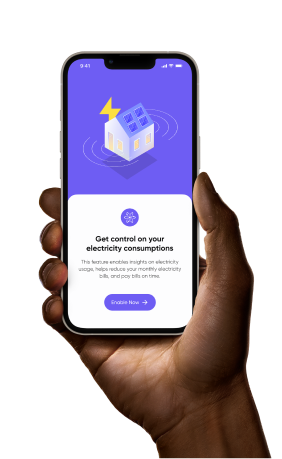 9:41
Get control on your
electricity consumptions
This feature enables insights on electricity
usage, helps reduce your monthly electricity
bills, and pay bills on time.
Enable Now